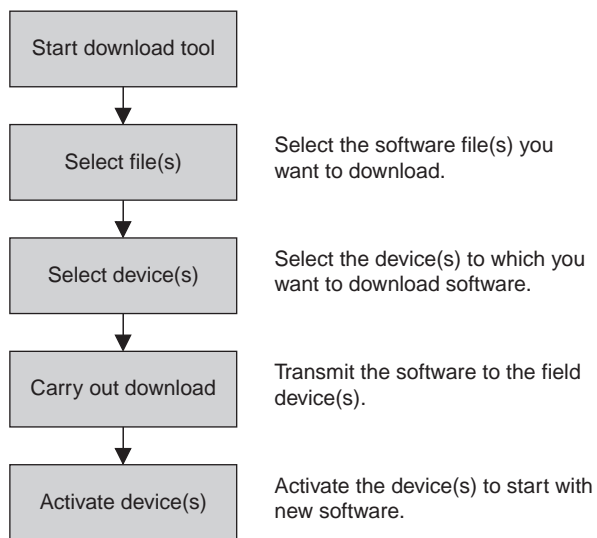 Start download tool
Select file(s)
Select the software file(s) you
want to download.
Select device(s)
Select the device(s) to which you
want to download software.
Carry out download
Transmit the software to the field
device(s).
Activate device(s)
Activate the device(s) to start with
new software.